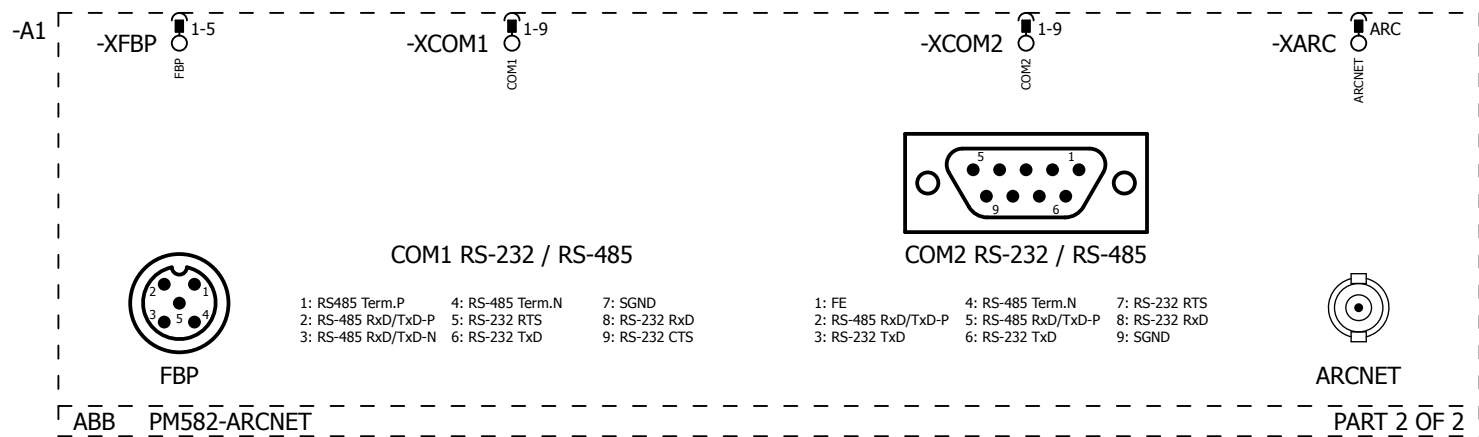 -A1
-XFBP 1-5
FBP
-XCOM1 1-9
COM1
-XCOM2 1-9
COM2
-XARC ARC
ARCNET
5 1
9 6
COM1 RS-232 / RS-485
COM2 RS-232 / RS-485
2 1
3 5 4
1: RS485 Term.P 4: RS-485 Term.N 7: SGND
2: RS-485 RxD/TxD-P 5: RS-232 RTS 8: RS-232 RxD
3: RS-485 RxD/TxD-N 6: RS-232 TxD 9: RS-232 CTS
1: FE 4: RS-485 Term.N 7: RS-232 RTS
2: RS-485 RxD/TxD-P 5: RS-485 RxD/TxD-P 8: RS-232 RxD
3: RS-232 TxD 6: RS-232 TxD 9: SGND
FBP
ARCNET
ABB PM582-ARCNET PART 2 OF 2